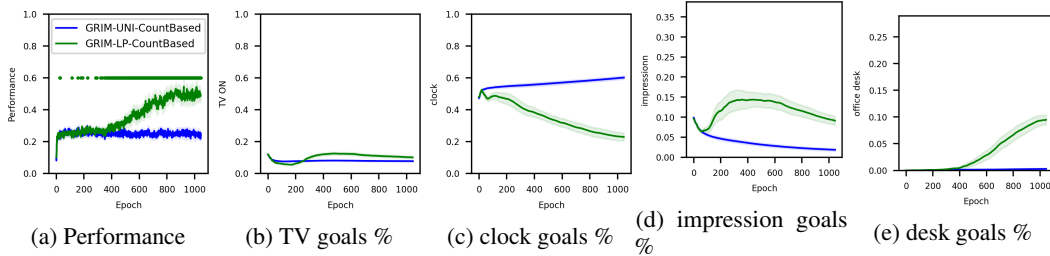 GRIM-UNI-CountBased
GRIM-LP-CountBased
Performance
1.0
0.8
0.6
0.4
0.2
0.0
0 200 400 600 800 1000
Epoch
(a) Performance
TV ON
1.0
0.8
0.6
0.4
0.2
0.0
0 200 400 600 800 1000
Epoch
(b) TV goals %
clock
1.0
0.8
0.6
0.4
0.2
0.0
0 200 400 600 800 1000
Epoch
(c) clock goals %
impressionn
0.35
0.30
0.25
0.20
0.15
0.10
0.05
0.00
0 200 400 600 800 1000
Epoch
(d) impression goals
%
office desk
0.25
0.20
0.15
0.10
0.05
0.00
0 200 400 600 800 1000
Epoch
(e) desk goals %